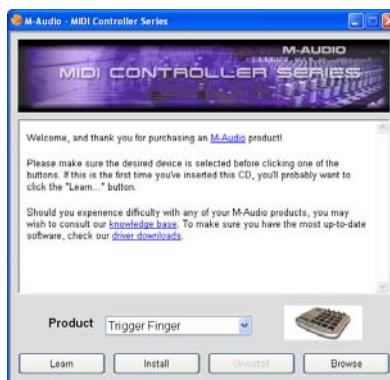 M-Audio - MIDI Controller Series
M-AUDIO
MIDI CONTROLLER SERIES
Welcome, and thank you for purchasing an M-Audio product!
Please make sure the desired device is selected before clicking one of the
buttons. If this is the first time you've inserted this CD, you'll probably want to
click the "Learn..." button.
Should you experience difficulty with any of your M-Audio products, you may
wish to consult our knowledge base. To make sure you have the most up-to-date
software, check our driver downloads.
Product Trigger Finger
Learn Install Uninstall Browse